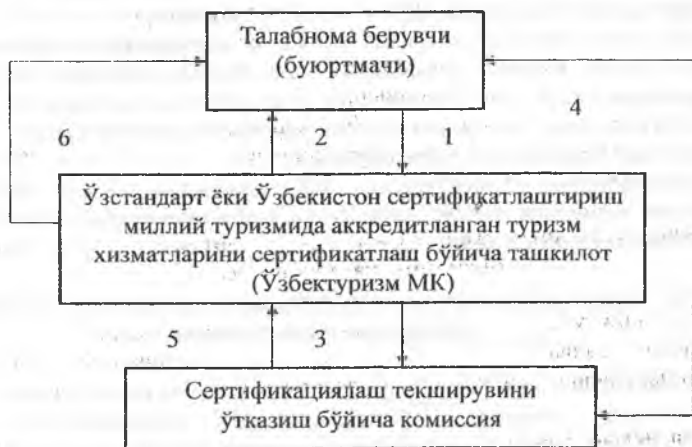 Талабнома берувчи
(буюртмачи)
6
2
1
4
Ўзстандарт ёки Ўзбекистон сертификатлаштириш
миллий туризмида аккредитланган туризм
хизматларини сертификатлаш бўйича ташкилот
(Ўзбектуризм МК)
5
3
Сертификациялаш текширувини
ўтказиш бўйича комиссия